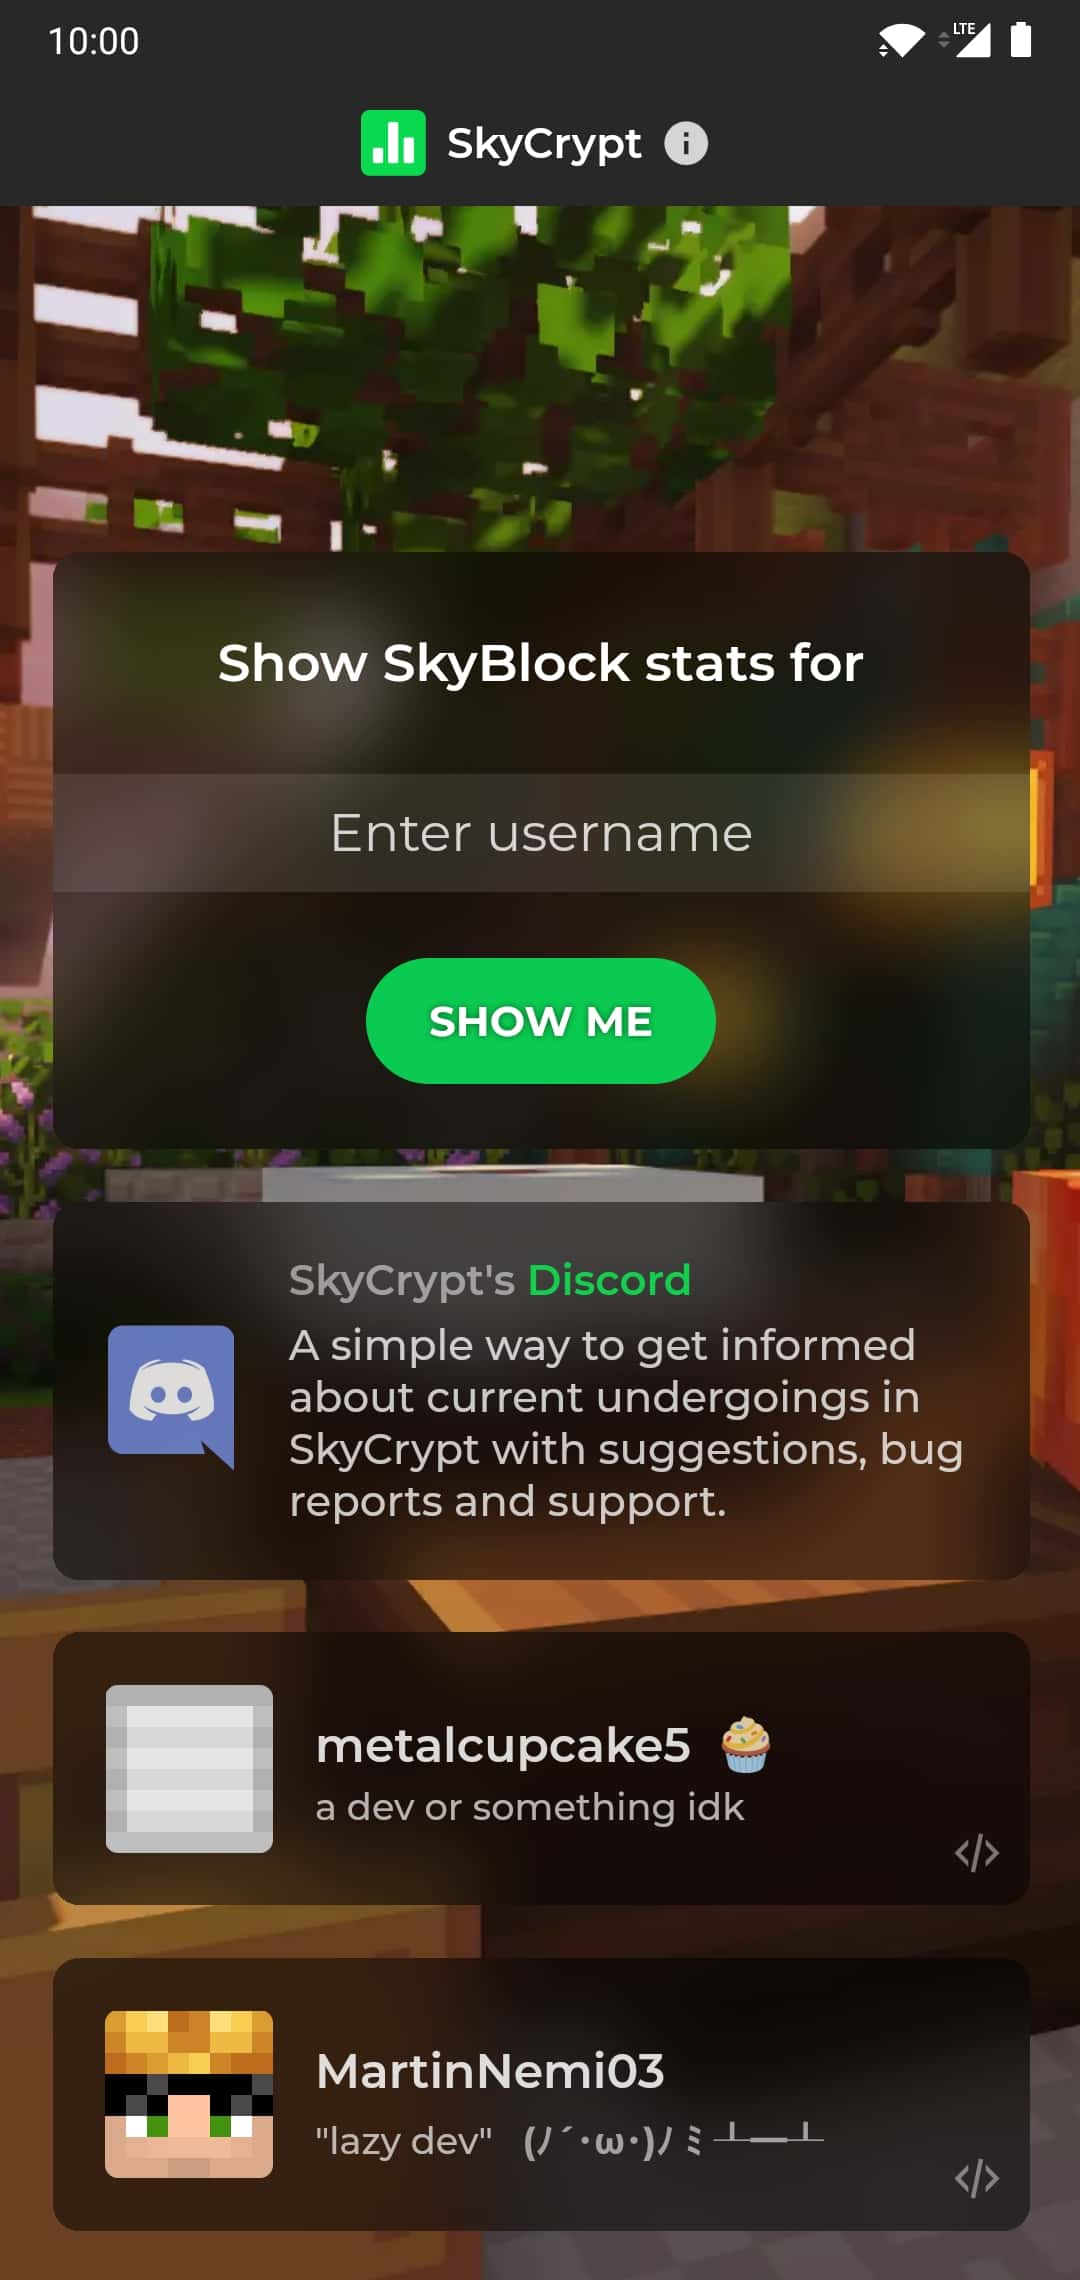 10:00
LTE
SkyCrypt
Show SkyBlock stats for
Enter username
SHOW ME
SkyCrypt's Discord
A simple way to get informed
about current undergoings in
SkyCrypt with suggestions, bug
reports and support.
metalcupcake5 🧁
a dev or something idk
MartinNemi03
"lazy dev" (ﾉ´･ω･)ﾉ ﾐ ┸━┸